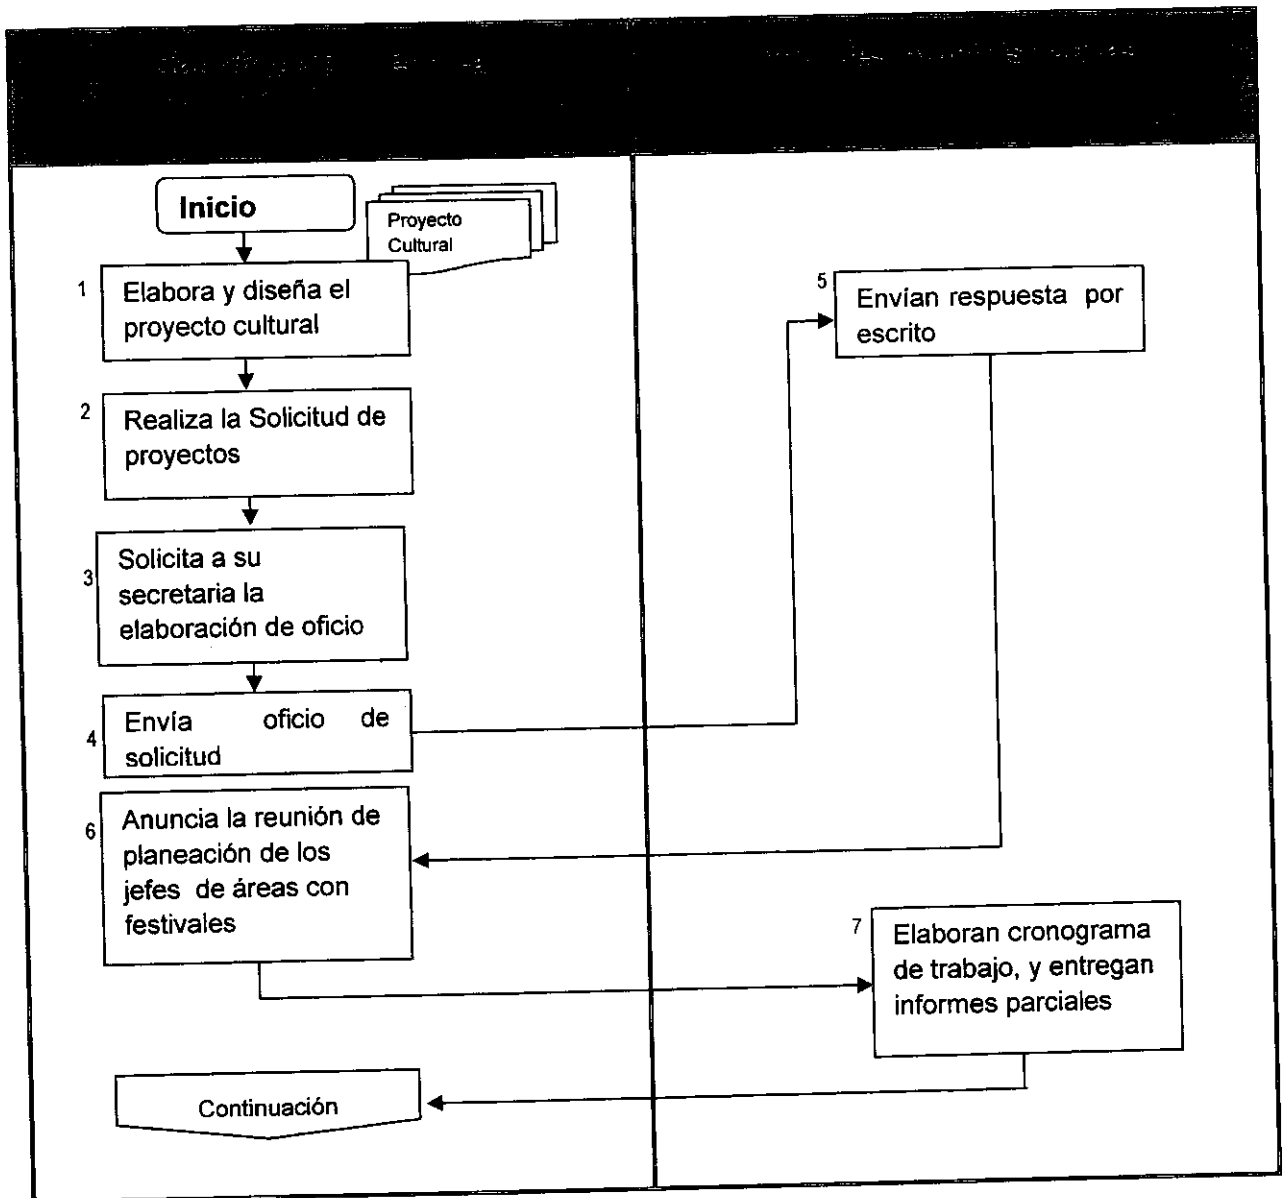 Inicio
Proyecto
Cultural
1
Elabora y diseña el
proyecto cultural
2
Realiza la Solicitud de
proyectos
3
Solicita a su
secretaria la
elaboración de oficio
4
Envía oficio de
solicitud
5
Envían respuesta por
escrito
6
Anuncia la reunión de
planeación de los
jefes de áreas con
festivales
7
Elaboran cronograma
de trabajo, y entregan
informes parciales
Continuación